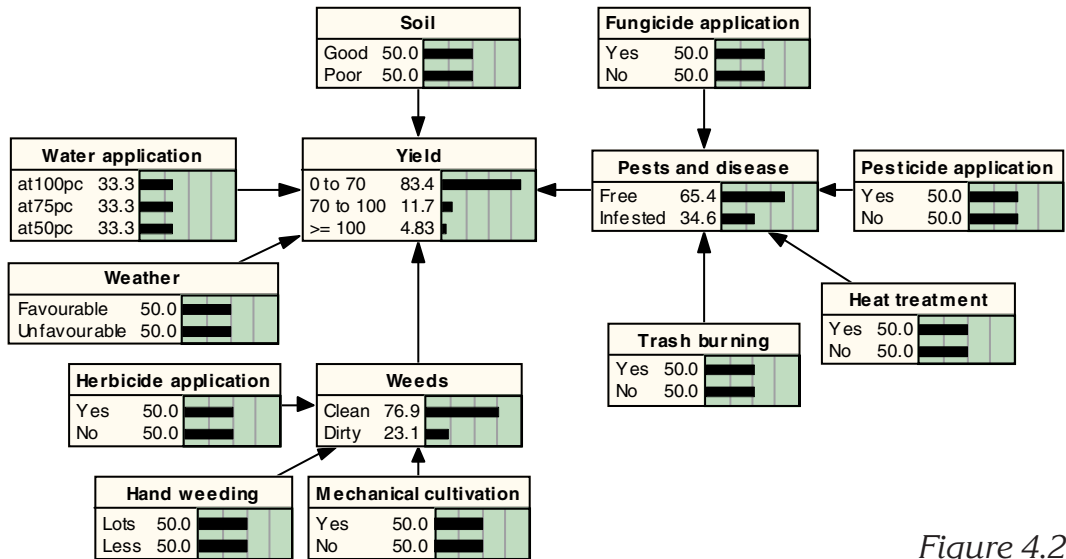 Soil
Good 50.0
Poor 50.0
Fungicide application
Yes 50.0
No 50.0
Water application
at100pc 33.3
at75pc 33.3
at50pc 33.3
Yield
0 to 70 83.4
70 to 100 11.7
>= 100 4.83
Pests and disease
Free 65.4
Infested 34.6
Pesticide application
Yes 50.0
No 50.0
Weather
Favourable 50.0
Unfavourable 50.0
Heat treatment
Yes 50.0
No 50.0
Trash burning
Yes 50.0
No 50.0
Herbicide application
Yes 50.0
No 50.0
Weeds
Clean 76.9
Dirty 23.1
Hand weeding
Lots 50.0
Less 50.0
Mechanical cultivation
Yes 50.0
No 50.0
Figure 4.2